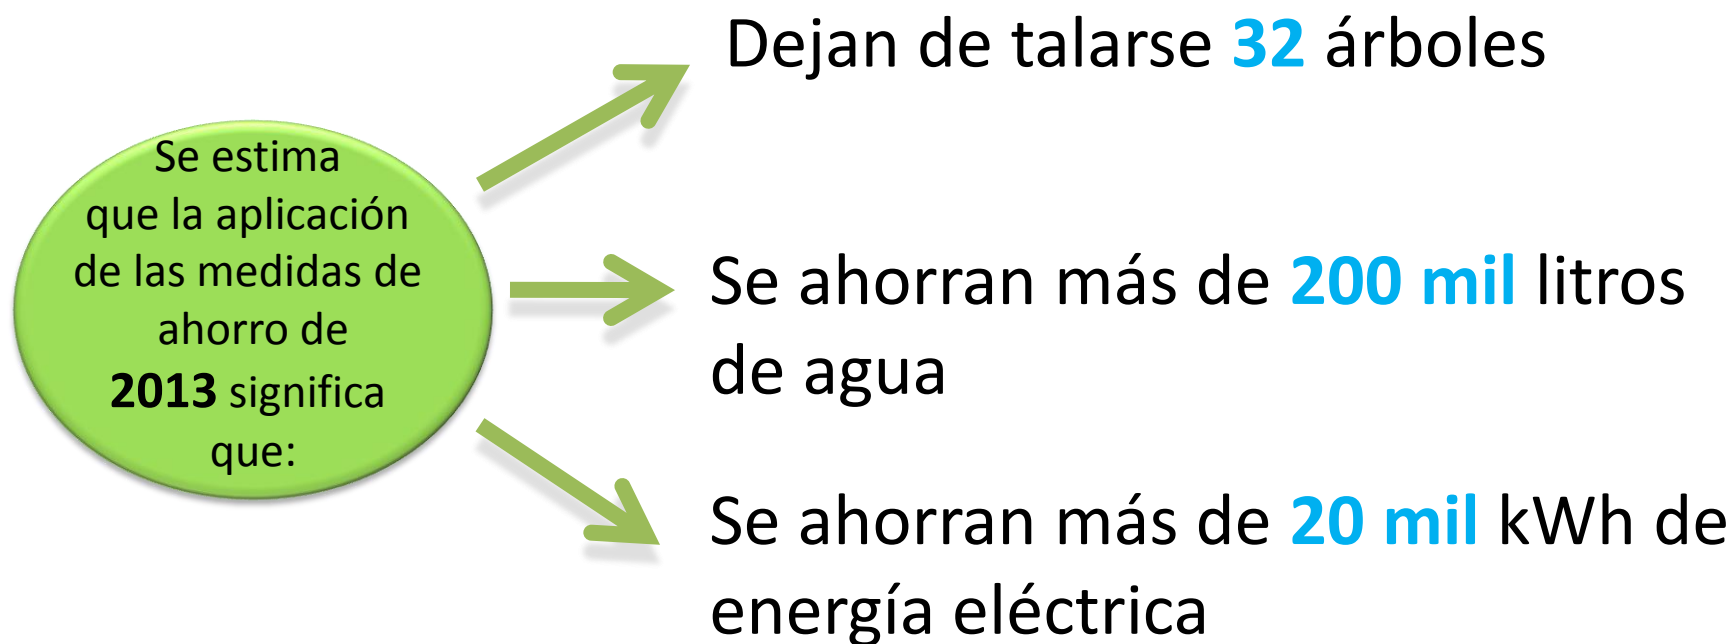 Se estima
que la aplicación
de las medidas de
ahorro de
2013 significa
que:
Dejan de talarse 32 árboles
Se ahorran más de 200 mil litros
de agua
Se ahorran más de 20 mil kWh de
energía eléctrica